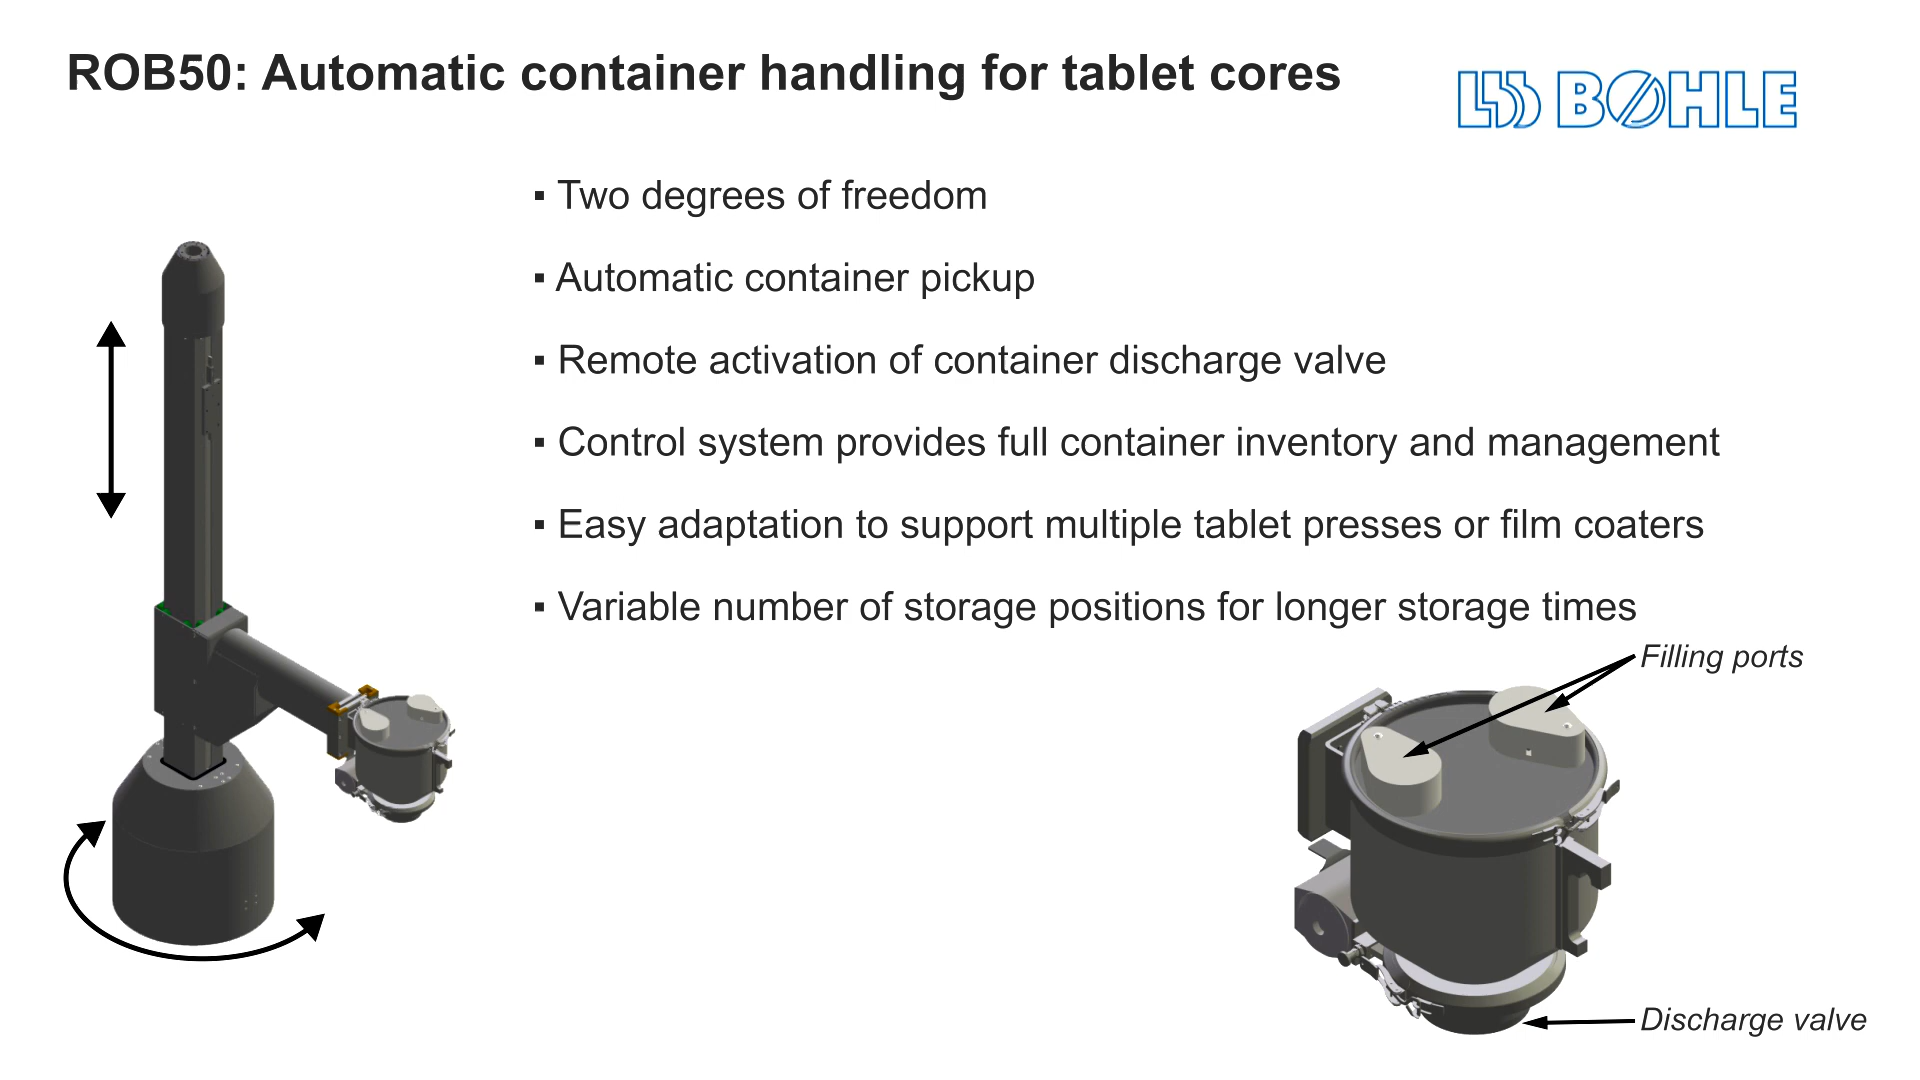 ROB50: Automatic container handling for tablet cores
LBB BOHLE
▪ Two degrees of freedom
▪ Automatic container pickup
▪ Remote activation of container discharge valve
▪ Control system provides full container inventory and management
▪ Easy adaptation to support multiple tablet presses or film coaters
▪ Variable number of storage positions for longer storage times
Filling ports
Discharge valve